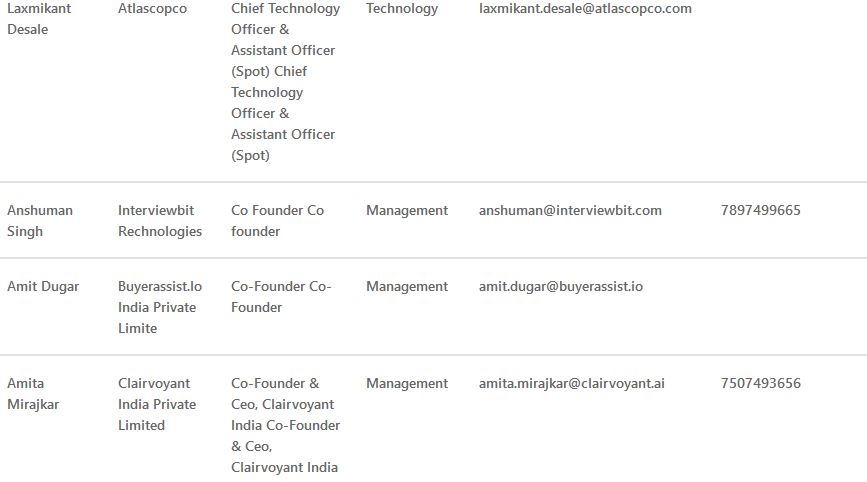 Laxmikant Desale
Atlascopco
Chief Technology
Officer &
Assistant Officer
(Spot) Chief
Technology
Officer &
Assistant Officer
(Spot)
Technology
laxmikant.desale@atlascopco.com
Anshuman
Singh
Interviewbit
Rechnologies
Co Founder Co
founder
Management
anshuman@interviewbit.com
7897499665
Amit Dugar
Buyerassist.Io
India Private
Limite
Co-Founder Co-
Founder
Management
amit.dugar@buyerassist.io
Amita
Mirajkar
Clairvoyant
India Private
Limited
Co-Founder &
Ceo, Clairvoyant
India Co-Founder
& Ceo,
Clairvoyant India
Management
amita.mirajkar@clairvoyant.ai
7507493656